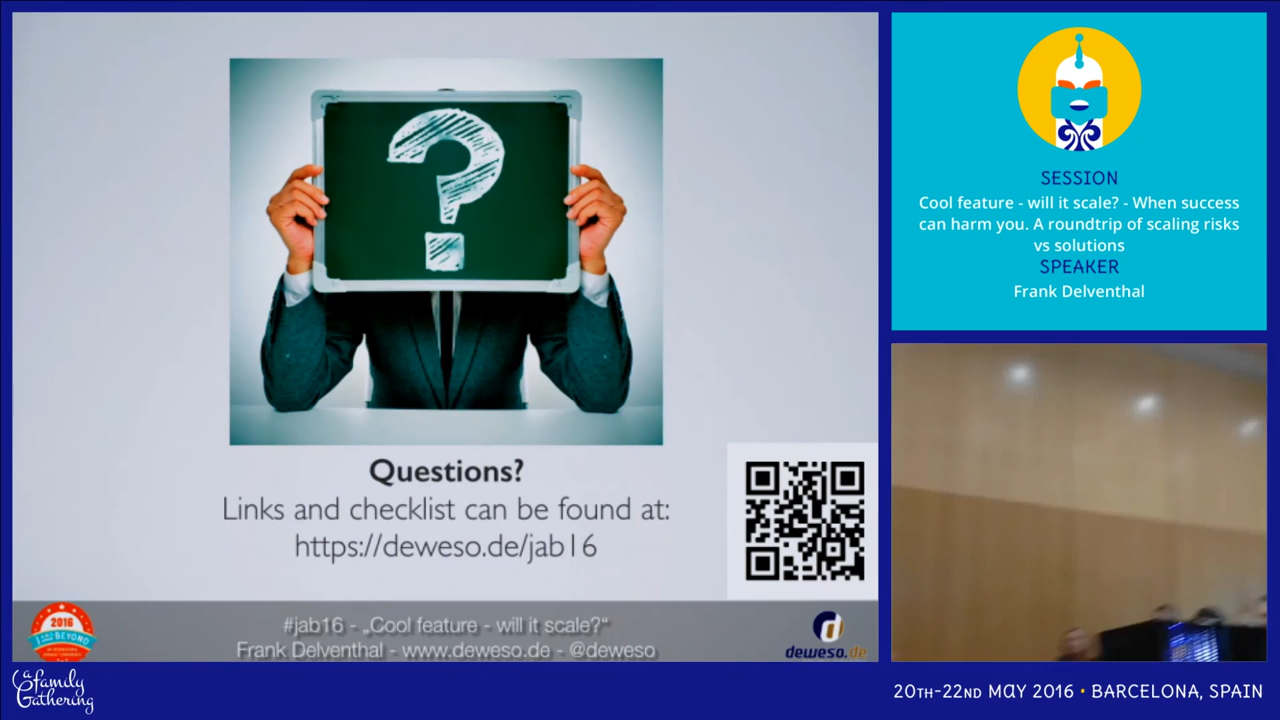 ?
Questions?
Links and checklist can be found at:
https://deweso.de/jab16
2016
J AND BEYOND
#jab16 - „Cool feature - will it scale?“
Frank Delventhal - www.deweso.de - @deweso
deweso.de
SESSION
Cool feature - will it scale? - When success
can harm you. A roundtrip of scaling risks
vs solutions
SPEAKER
Frank Delventhal
a family
Gathering
20TH-22ND MAY 2016 • BARCELONA, SPAIN